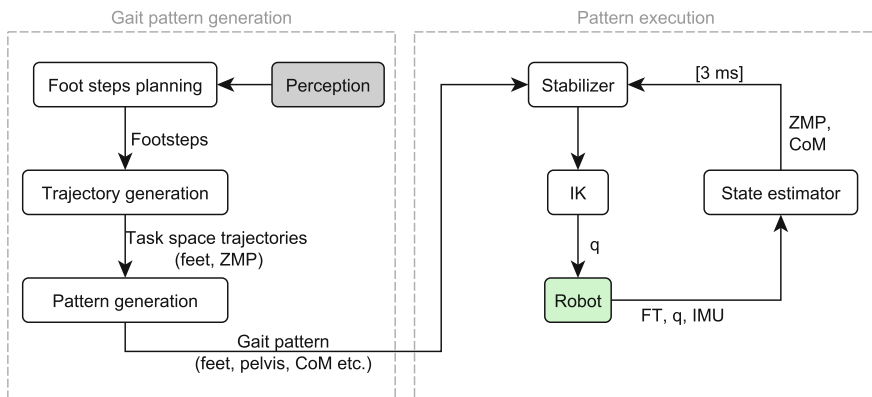 Gait pattern generation
Pattern execution
Foot steps planning
Perception
Footsteps
Trajectory generation
Task space trajectories
(feet, ZMP)
Pattern generation
Gait pattern
(feet, pelvis, CoM etc.)
Stabilizer
[3 ms]
ZMP,
CoM
IK
State estimator
q
Robot
FT, q, IMU